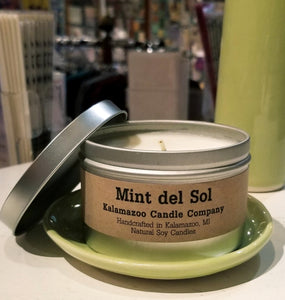 Mint del Sol
Kalamazoo Candle Company
Handcrafted in Kalamazoo, MI
Natural Soy Candles